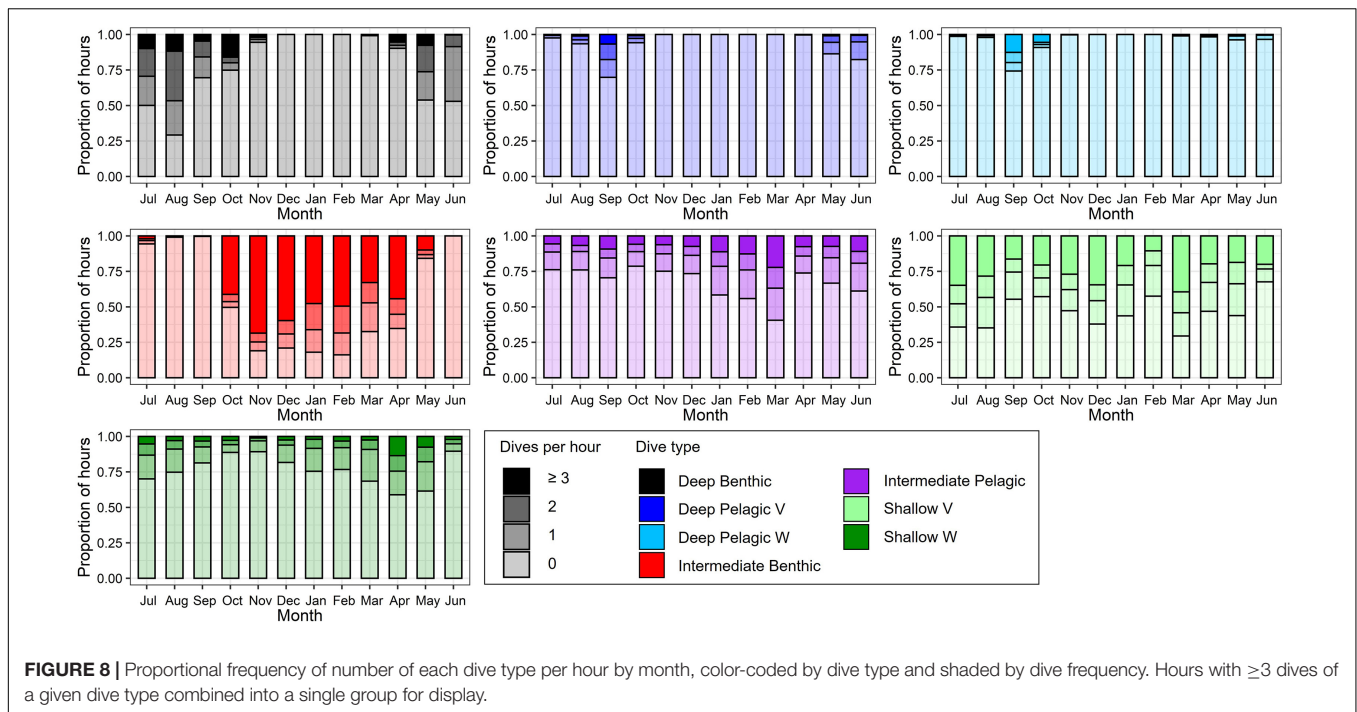 1.00
0.75
0.50
0.25
0.00
Proportion of hours
Jul Aug Sep Oct Nov Dec Jan Feb Mar Apr May Jun
Month
1.00
0.75
0.50
0.25
0.00
Proportion of hours
Jul Aug Sep Oct Nov Dec Jan Feb Mar Apr May Jun
Month
1.00
0.75
0.50
0.25
0.00
Proportion of hours
Jul Aug Sep Oct Nov Dec Jan Feb Mar Apr May Jun
Month
1.00
0.75
0.50
0.25
0.00
Proportion of hours
Jul Aug Sep Oct Nov Dec Jan Feb Mar Apr May Jun
Month
1.00
0.75
0.50
0.25
0.00
Proportion of hours
Jul Aug Sep Oct Nov Dec Jan Feb Mar Apr May Jun
Month
1.00
0.75
0.50
0.25
0.00
Proportion of hours
Jul Aug Sep Oct Nov Dec Jan Feb Mar Apr May Jun
Month
1.00
0.75
0.50
0.25
0.00
Proportion of hours
Jul Aug Sep Oct Nov Dec Jan Feb Mar Apr May Jun
Month
Dives per hour
≥ 3
2
1
0
Dive type
Deep Benthic
Deep Pelagic V
Deep Pelagic W
Intermediate Benthic
Intermediate Pelagic
Shallow V
Shallow W
FIGURE 8 | Proportional frequency of number of each dive type per hour by month, color-coded by dive type and shaded by dive frequency. Hours with ≥3 dives of
a given dive type combined into a single group for display.